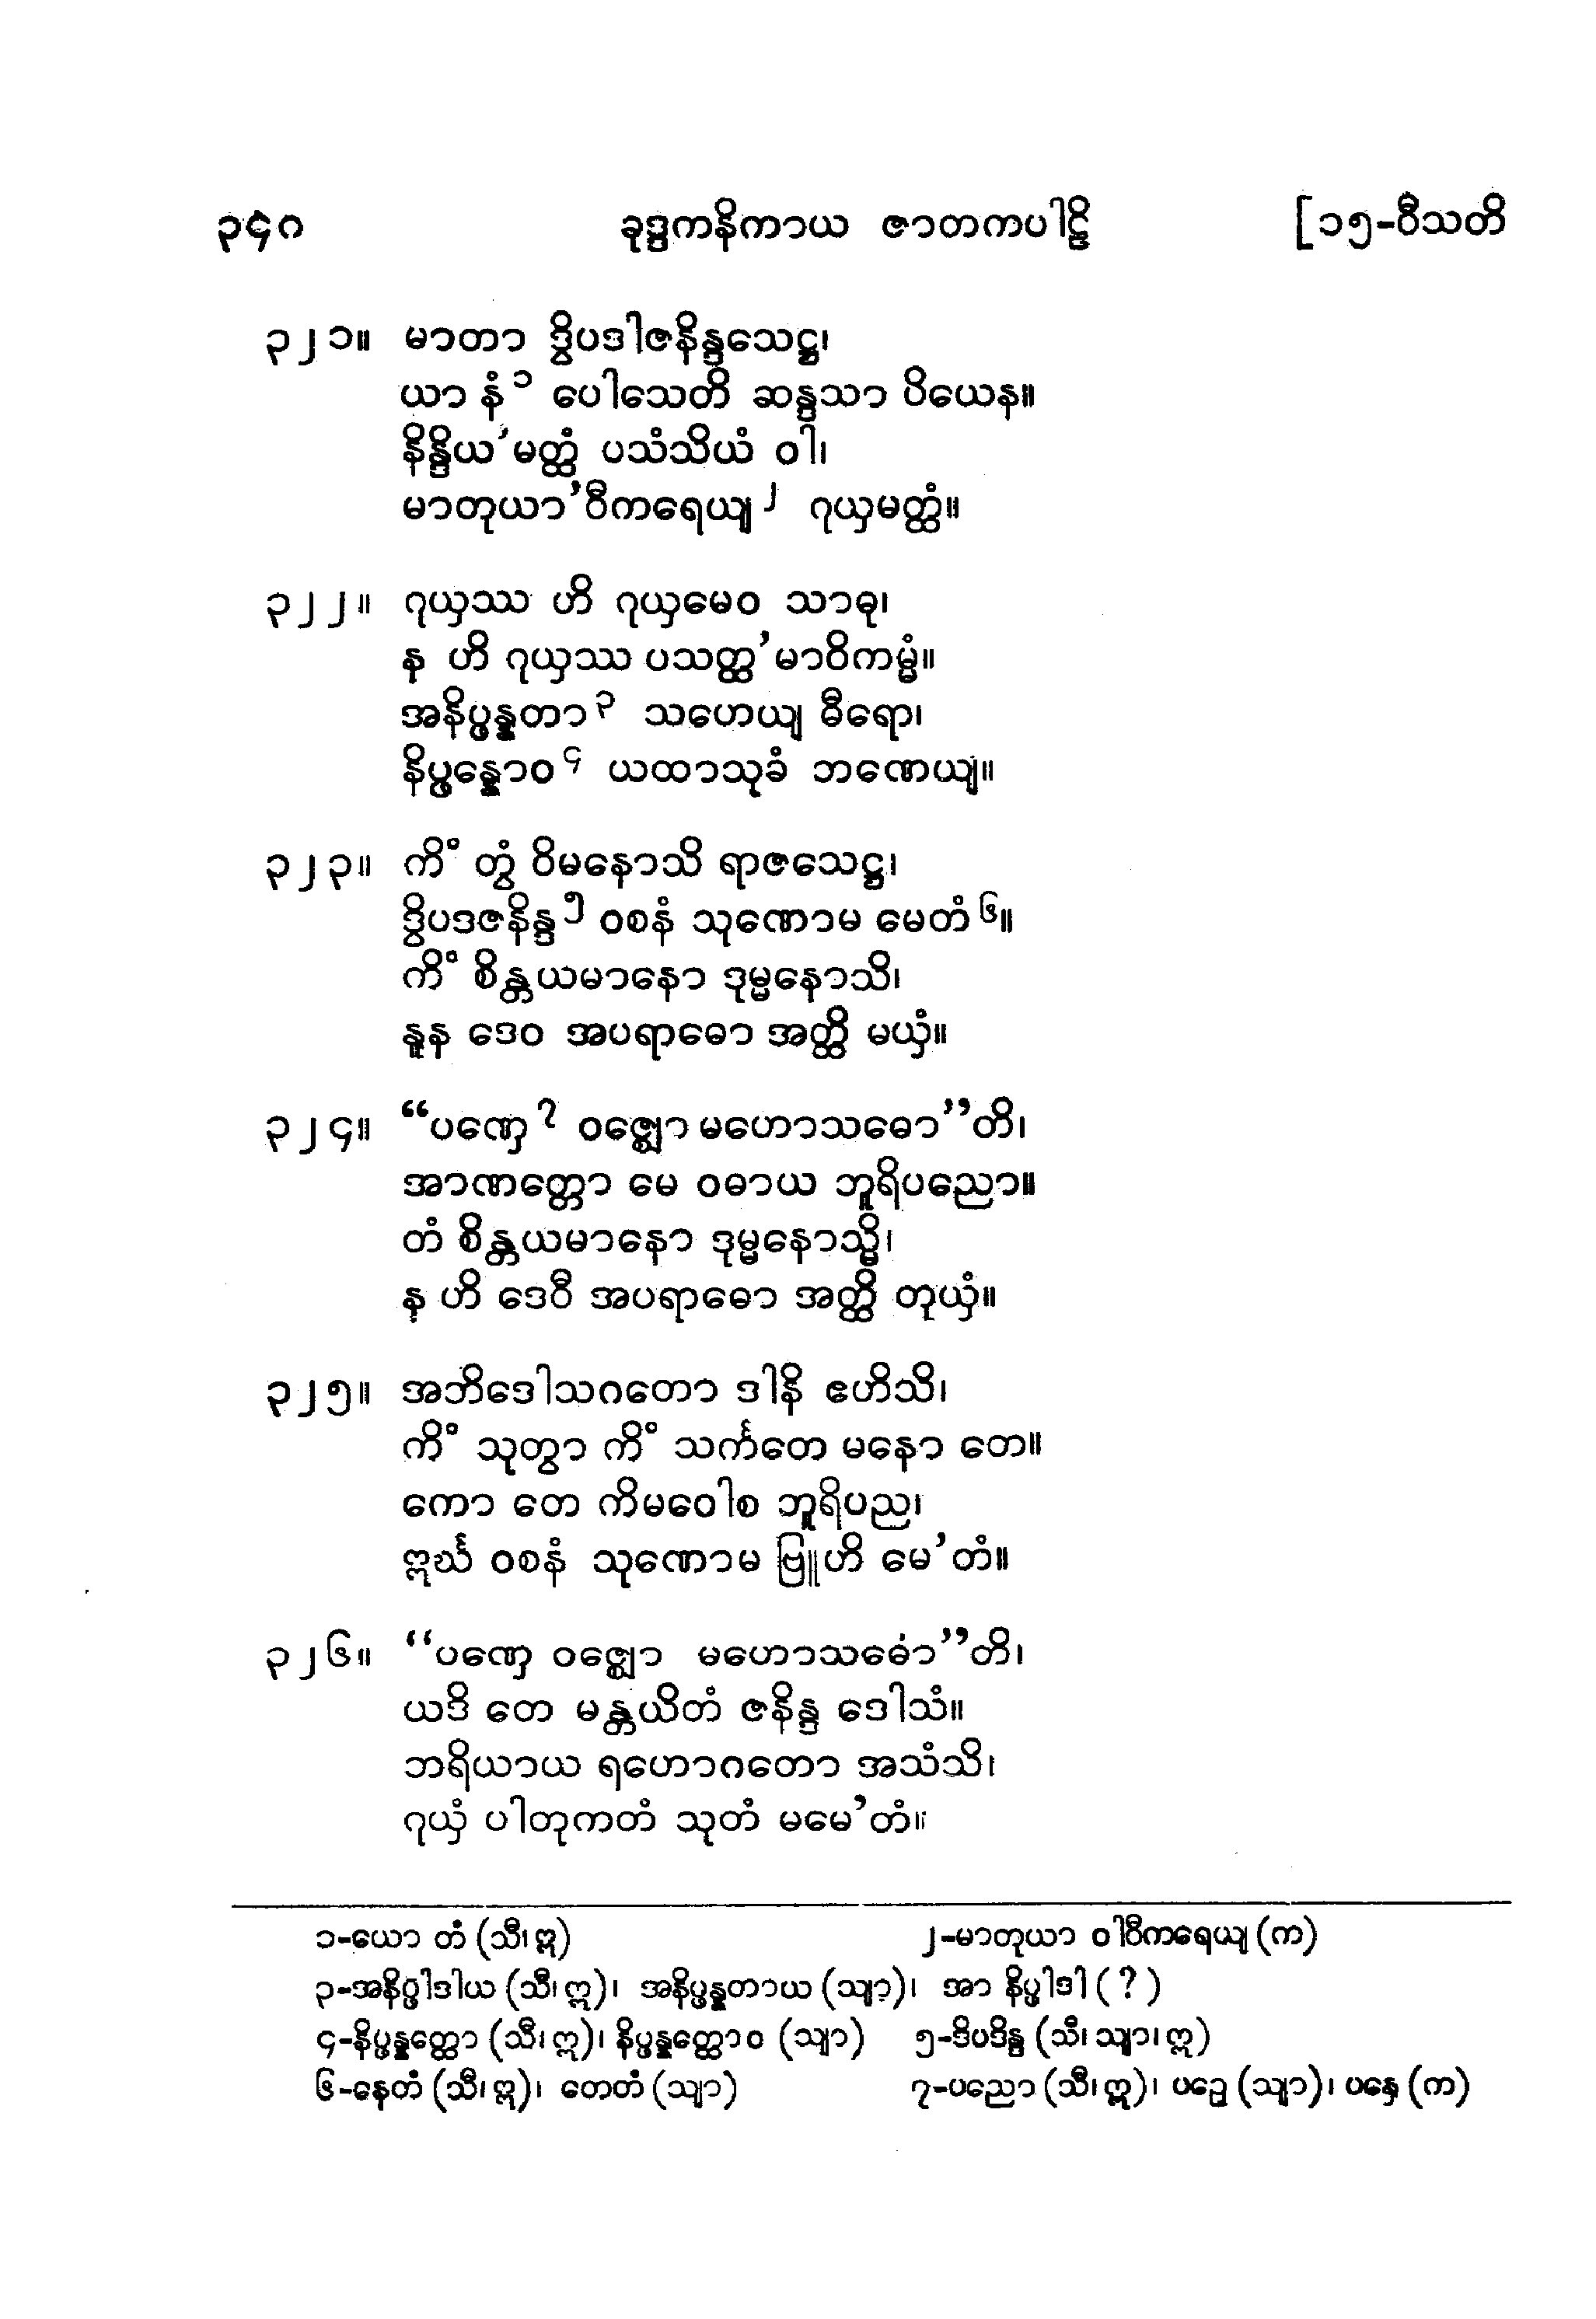 ၃၄၀ ခုဒ္ဒကနိကာယ ဇာတကပါဠိ [၁၅-ဝီသတိ
၃၂၁။ မာတာ ဒွိပဒါဇနိန္ဒသေဋ္ဌ၊
ယာ နံ ၁ ပေါသေတိ ဆန္ဒသာ ပိယေန။
နိန္ဒိယ’မတ္ထံ ပသံသိယံ ဝါ၊
မာတုယာ’ဝီကရေယျ ၂ ဂုယှမတ္ထံ။
၃၂၂။ ဂုယှဿ ဟိ ဂုယှမေဝ သာဓု၊
န ဟိ ဂုယှဿ ပသတ္ထ’မာဝိကမ္မံ။
အနိပ္ဖန္နတာ ၃ သဟေယျ ဓီရော၊
နိပ္ဖန္နောဝ ၄ ယထာသုခံ ဘဏေယျ။
၃၂၃။ ကိံ တွံ ဝိမနောသိ ရာဇသေဋ္ဌ၊
ဒွိပဒဇနိန္ဒ ၅ ဝစနံ သုဏောမ မေတံ ၆။
ကိံ စိန္တယမာနော ဒုမ္မနောသိ၊
နူန ဒေဝ အပရာဓော အတ္ထိ မယှံ။
၃၂၄။ “ပဏှေ ၇ ဝဇ္ဈော မဟောသဓော”တိ၊
အာဏတ္တော မေ ဝဓာယ ဘူရိပညော။
တံ စိန္တယမာနော ဒုမ္မနောသ္မိ၊
န ဟိ ဒေဝီ အပရာဓော အတ္ထိ တုယှံ။
၃၂၅။ အဘိဒေါသဂတော ဒါနိ ဧဟိသိ၊
ကိံ သုတွာ ကိံ သင်္ကတေ မနော တေ။
ကော တေ ကိမဝေါစ ဘူရိပည၊
ဣင်္ဃ ဝစနံ သုဏောမ ဗြူဟိ မေ’တံ။
၃၂၆။ “ပဏှေ ဝဇ္ဈော မဟောသဓော”တိ၊
ယဒိ တေ မန္တယိတံ ဇနိန္ဒ ဒေါသံ။
ဘရိယာယ ရဟောဂတော အသံသိ၊
ဂုယှံ ပါတုကတံ သုတံ မမေ’တံ။
၁-ယော တံ (သီ၊ ဣ) ၂-မာတုယာ ဝါဝီကရေယျ (က)
၃-အနိပ္ဖါဒါယ (သီ၊ ဣ)၊ အနိပ္ဖန္နတာယ (သျာ)၊ အာ နိပ္ဖါဒါ (?)
၄-နိပ္ဖန္နတ္ထော (သီ၊ ဣ)၊ နိပ္ဖန္နတ္ထောဝ (သျာ) ၅-ဒိပဒိန္ဒ (သီ၊ သျာ၊ ဣ)
၆-နေတံ (သီ၊ ဣ)၊ တေတံ (သျာ) ၇-ပညော (သီ၊ ဣ)၊ ပဉှေ (သျာ)၊ ပန္ှေ (က)